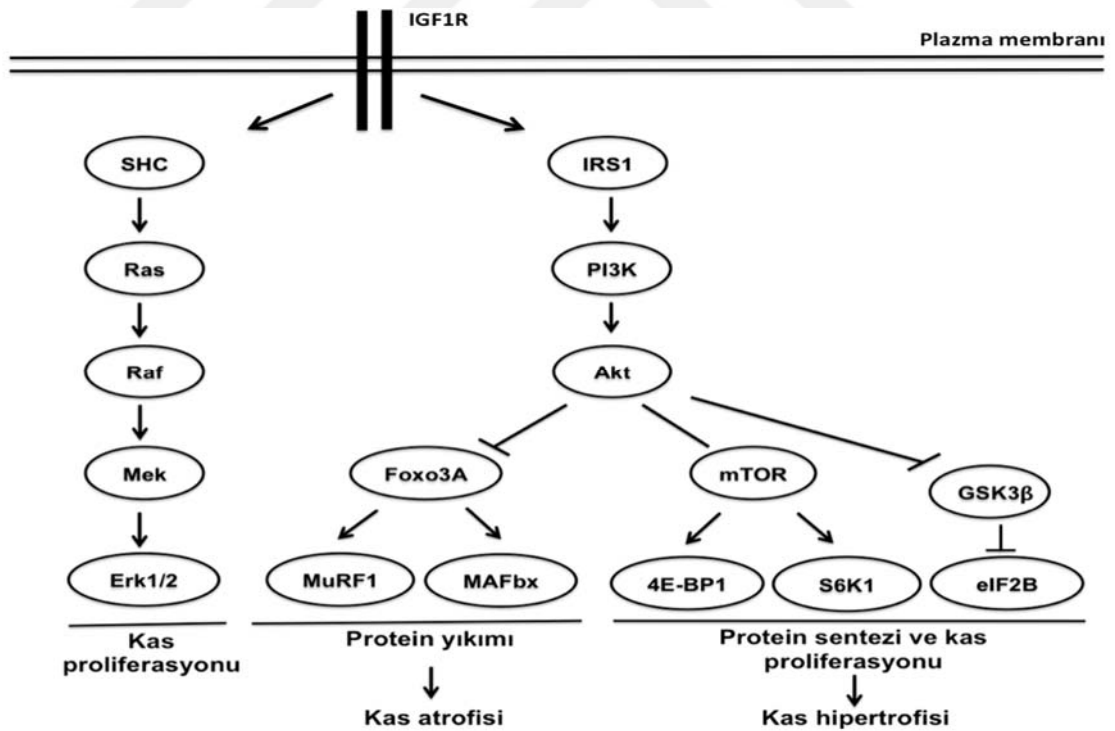 IGF1R
Plazma membranı
SHC
IRS1
Ras
PI3K
Raf
Akt
Mek
Foxo3A
mTOR
GSK3β
Erk1/2
MuRF1
MAFbx
4E-BP1
S6K1
eIF2B
Kas
proliferasyonu
Protein yıkımı
Protein sentezi ve kas
proliferasyonu
Kas atrofisi
Kas hipertrofisi